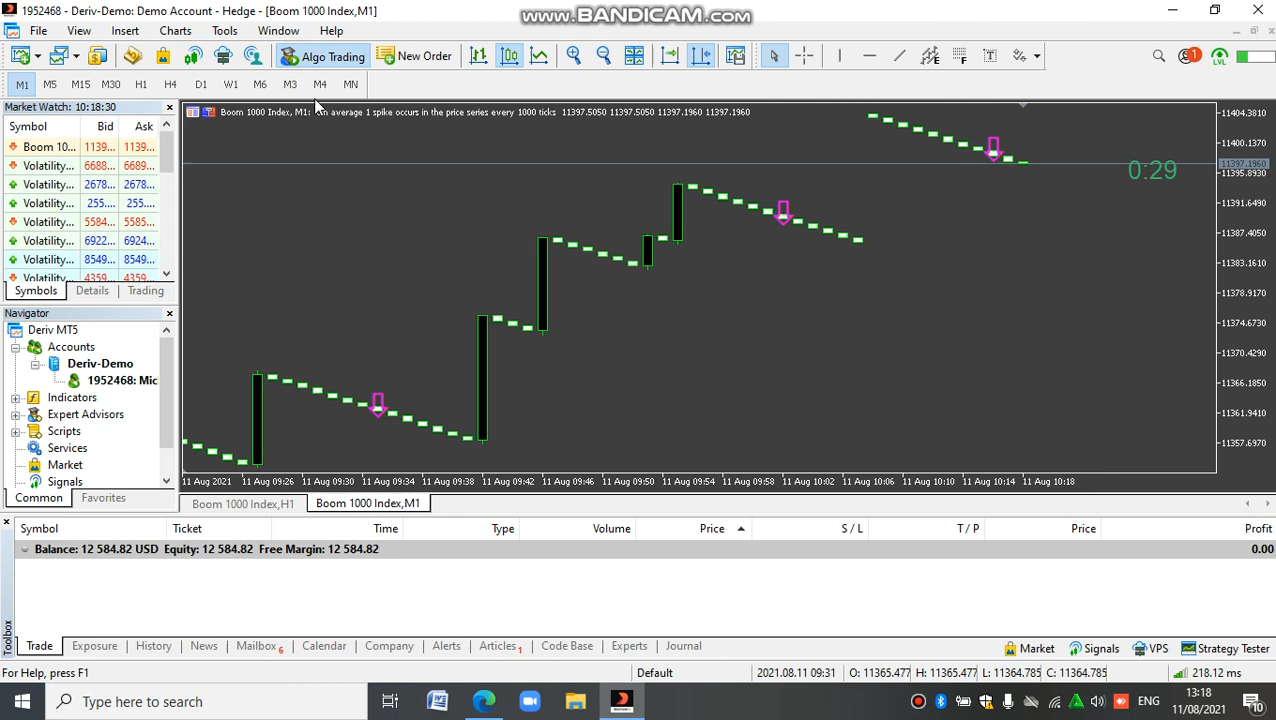 1952468 - Deriv-Demo: Demo Account - Hedge - [Boom 1000 Index,M1]
www.BANDICAM.com
File View Insert Charts Tools Window Help
Algo Trading New Order
1
LVL
M1 M5 M15 M30 H1 H4 D1 W1 M6 M3 M4 MN
Market Watch: 10:18:30
Symbol Bid Ask
Boom 10... 1139... 1139...
Volatility... 6688... 6689...
Volatility... 2678... 268...
Volatility... 255.... 255....
Volatility... 5584... 5585...
Volatility... 6922... 6924...
Volatility... 8549... 8549...
Volatility... 4359...
Symbols Details Trading
Navigator
Deriv MT5
Accounts
Deriv-Demo
1952468: Mic
Indicators
Expert Advisors
Scripts
Services
Market
Signals
Common Favorites
Boom 1000 Index, M1: n average 1 spike occurs in the price series every 1000 ticks 11397.5050 11397.5050 11397.1960 11397.1960
0:29
11404.3810
11400.1370
11397.1960
11395.8930
11391.6490
11387.4050
11383.1610
11378.9170
11374.6730
11370.4290
11366.1850
11361.9410
11357.6970
11 Aug 2021 11 Aug 09:26 11 Aug 09:30 11 Aug 09:34 11 Aug 09:38 11 Aug 09:42 11 Aug 09:46 11 Aug 09:50 11 Aug 09:54 11 Aug 09:58 11 Aug 10:02 11 Aug 10:06 11 Aug 10:10 11 Aug 10:14 11 Aug 10:18
Boom 1000 Index,H1 Boom 1000 Index,M1
Symbol Ticket Time Type Volume Price S / L T / P Price Profit
Balance: 12 584.82 USD Equity: 12 584.82 Free Margin: 12 584.82 0.00
Toolbox
Trade Exposure History News Mailbox 6 Calendar Company Alerts Articles 1 Code Base Experts Journal
Market Signals VPS Strategy Tester
For Help, press F1 Default 2021.08.11 09:31 O: 11365.477 H: 11365.477 L: 11364.785 C: 11364.785 218.12 ms
Type here to search
ENG
13:18
11/08/2021
10